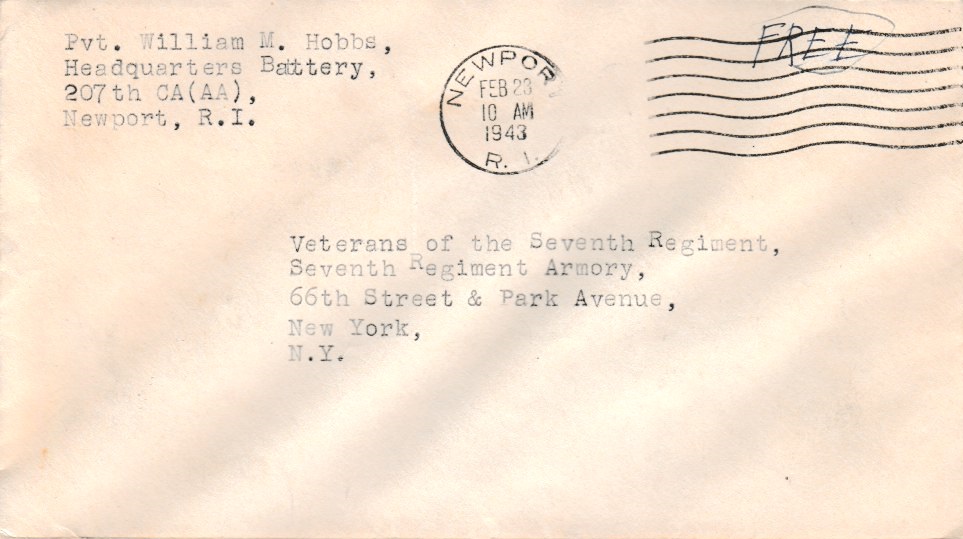 Pvt. William M. Hobbs,
Headquarters Battery,
207th CA(AA),
Newport, R.I.
NEWPORT
FEB 23
10 AM
1943
R. I.
FREE
Veterans of the Seventh Regiment,
Seventh Regiment Armory,
66th Street & Park Avenue,
New York,
N.Y.